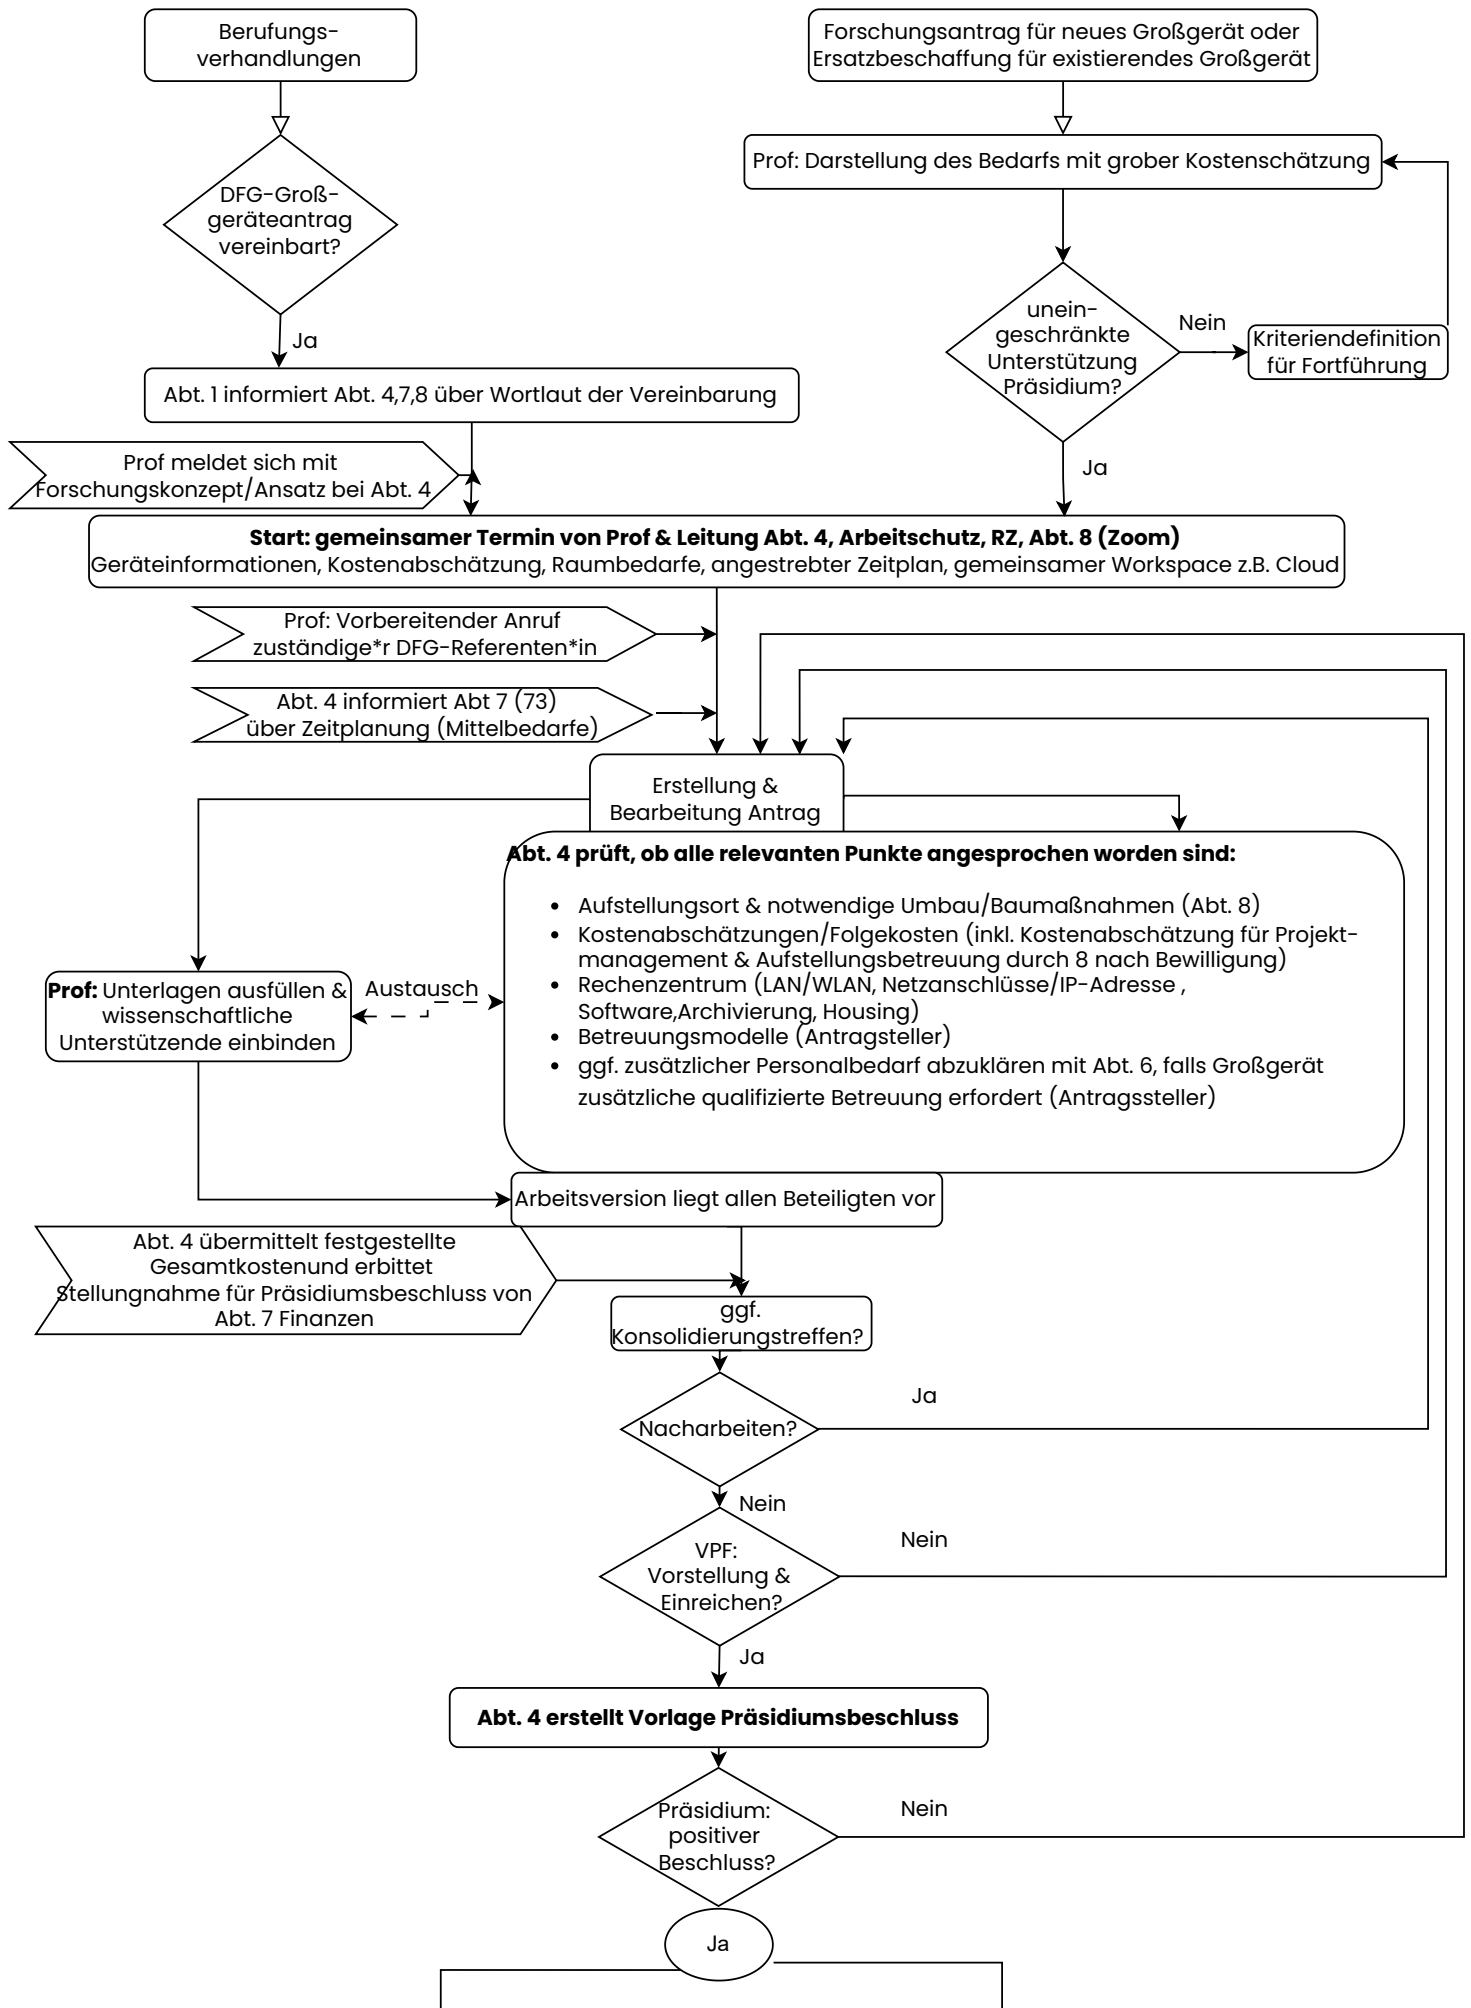 Berufungs-
verhandlungen
Forschungsantrag für neues Großgerät oder
Ersatzbeschaffung für existierendes Großgerät
Prof: Darstellung des Bedarfs mit grober Kostenschätzung
DFG-Groß-
geräteantrag
vereinbart?
unein-
geschränkte
Unterstützung
Präsidium?
Nein
Kriteriendefinition
für Fortführung
Ja
Abt. 1 informiert Abt. 4,7,8 über Wortlaut der Vereinbarung
Prof meldet sich mit
Forschungskonzept/Ansatz bei Abt. 4
Ja
Start: gemeinsamer Termin von Prof & Leitung Abt. 4, Arbeitschutz, RZ, Abt. 8 (Zoom)
Geräteinformationen, Kostenabschätzung, Raumbedarfe, angestrebter Zeitplan, gemeinsamer Workspace z.B. Cloud
Prof: Vorbereitender Anruf
zuständige*r DFG-Referenten*in
Abt. 4 informiert Abt 7 (73)
über Zeitplanung (Mittelbedarfe)
Erstellung &
Bearbeitung Antrag
Abt. 4 prüft, ob alle relevanten Punkte angesprochen worden sind:
• Aufstellungsort & notwendige Umbau/Baumaßnahmen (Abt. 8)
• Kostenabschätzungen/Folgekosten (inkl. Kostenabschätzung für Projekt-
management & Aufstellungsbetreuung durch 8 nach Bewilligung)
• Rechenzentrum (LAN/WLAN, Netzanschlüsse/IP-Adresse ,
Software,Archivierung, Housing)
• Betreuungsmodelle (Antragsteller)
• ggf. zusätzlicher Personalbedarf abzuklären mit Abt. 6, falls Großgerät
zusätzliche qualifizierte Betreuung erfordert (Antragssteller)
Prof: Unterlagen ausfüllen &
wissenschaftliche
Unterstützende einbinden
Austausch
Arbeitsversion liegt allen Beteiligten vor
Abt. 4 übermittelt festgestellte
Gesamtkostenund erbittet
Stellungnahme für Präsidiumsbeschluss von
Abt. 7 Finanzen
ggf.
Konsolidierungstreffen?
Ja
Nacharbeiten?
Nein
Nein
VPF:
Vorstellung &
Einreichen?
Ja
Abt. 4 erstellt Vorlage Präsidiumsbeschluss
Nein
Präsidium:
positiver
Beschluss?
Ja